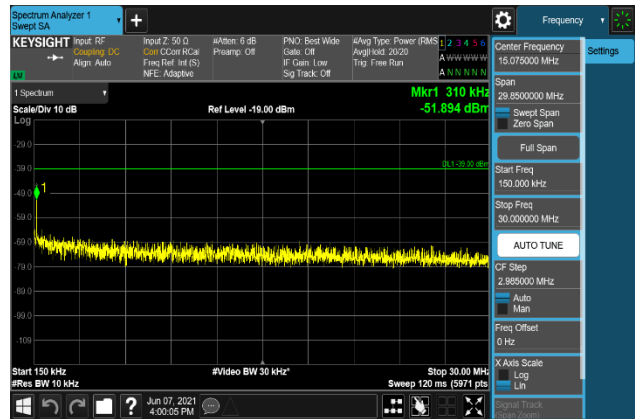 Spectrum Analyzer 1
Swept SA
Frequency
KEYSIGHT
Input: RF
Coupling: DC
Align: Auto
Input Z: 50 Ω
Corr CCorr RCal
Freq Ref: Int (S)
NFE: Adaptive
#Atten: 6 dB
Preamp: Off
PNO: Best Wide
Gate: Off
IF Gain: Low
Sig Track: Off
#Avg Type: Power (RMS
Avg|Hold: 20/20
Trig: Free Run
1 2 3 4 5 6
A WW WW W
A N N N N N
LW
1 Spectrum
Scale/Div 10 dB
Log
Ref Level -19.00 dBm
Mkr1 310 kHz
-51.894 dBm
DL1 -39.00 dBm
1
-29.0
-39.0
-49.0
-59.0
-69.0
-79.0
-89.0
-99.0
-109
Start 150 kHz
#Res BW 10 kHz
#Video BW 30 kHz*
Stop 30.00 MHz
Sweep 120 ms (5971 pts
Jun 07, 2021
4:00:05 PM
Settings
Center Frequency
15.075000 MHz
Span
29.8500000 MHz
Swept Span
Zero Span
Full Span
Start Freq
150.000 kHz
Stop Freq
30.000000 MHz
AUTO TUNE
CF Step
2.985000 MHz
Auto
Man
Freq Offset
0 Hz
X Axis Scale
Log
Lin
Signal Track
(Span Zoom)